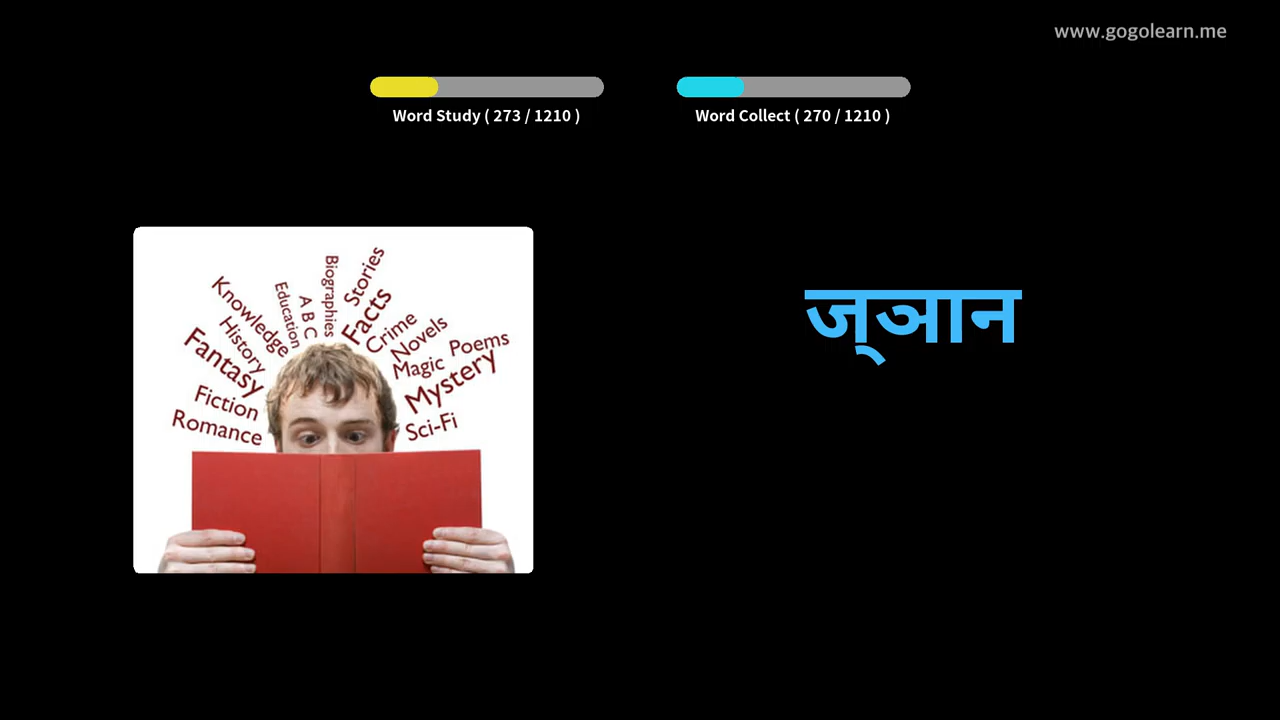 www.gogolearn.me
Word Study ( 273 / 1210 )
Word Collect ( 270 / 1210 )
ज्ञान
Knowledge
History
Fantasy
Fiction
Romance
Education
A B C
Biographies
Stories
Facts
Crime
Novels
Magic
Poems
Mystery
Sci-Fi